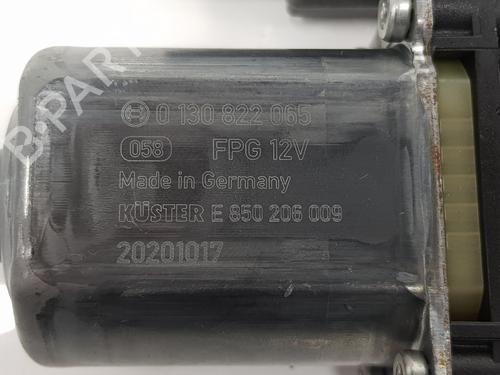 B-PARTS
0 130 822 065
058 FPG 12V
Made in Germany
KÜSTER E 850 206 009
20201017